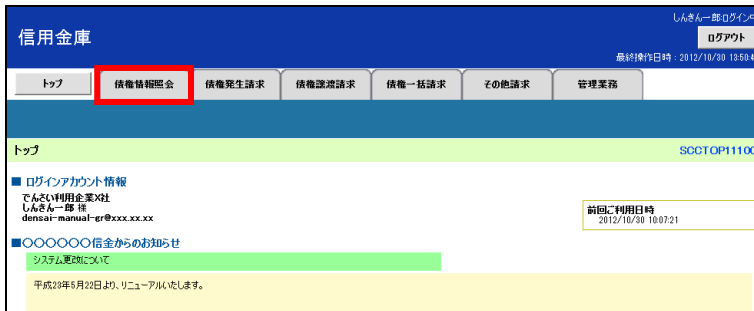 しんきん一郎:ログイン中
信用金庫
ログアウト
最終操作日時：2012/10/30 13:50:4
トップ 債権情報照会 債権発生請求 債権譲渡請求 債権一括請求 その他請求 管理業務
トップ SCCTOP11100
■ ログインアカウント情報
でんさい利用企業X社
しんきん一郎 様
densai-manual-gr@xxx.xx.xx
前回ご利用日時
2012/10/30 10:07:21
■〇〇〇〇〇〇信金からのお知らせ
システム更改について
平成23年5月22日より、リニューアルいたします。